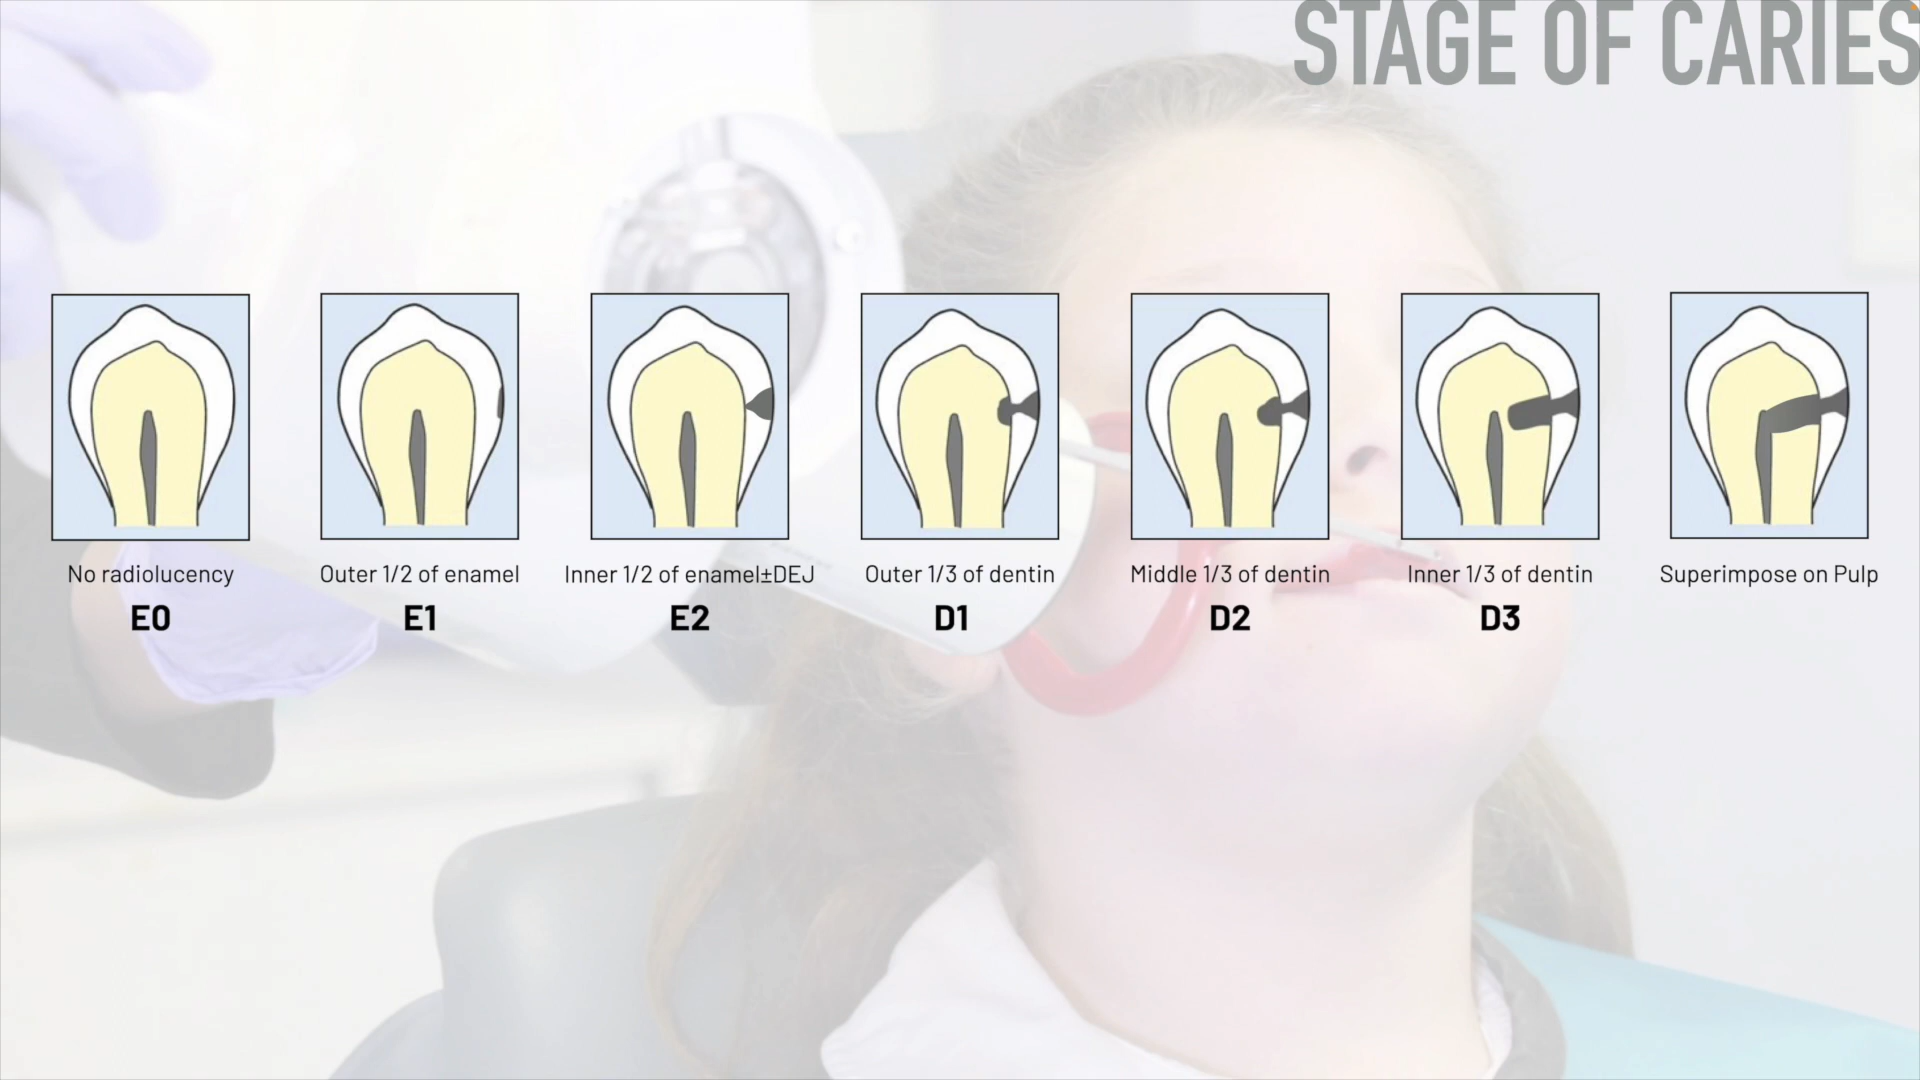 STAGE OF CARIES
No radiolucency
E0
Outer 1/2 of enamel
E1
Inner 1/2 of enamel±DEJ
E2
Outer 1/3 of dentin
D1
Middle 1/3 of dentin
D2
Inner 1/3 of dentin
D3
Superimpose on Pulp